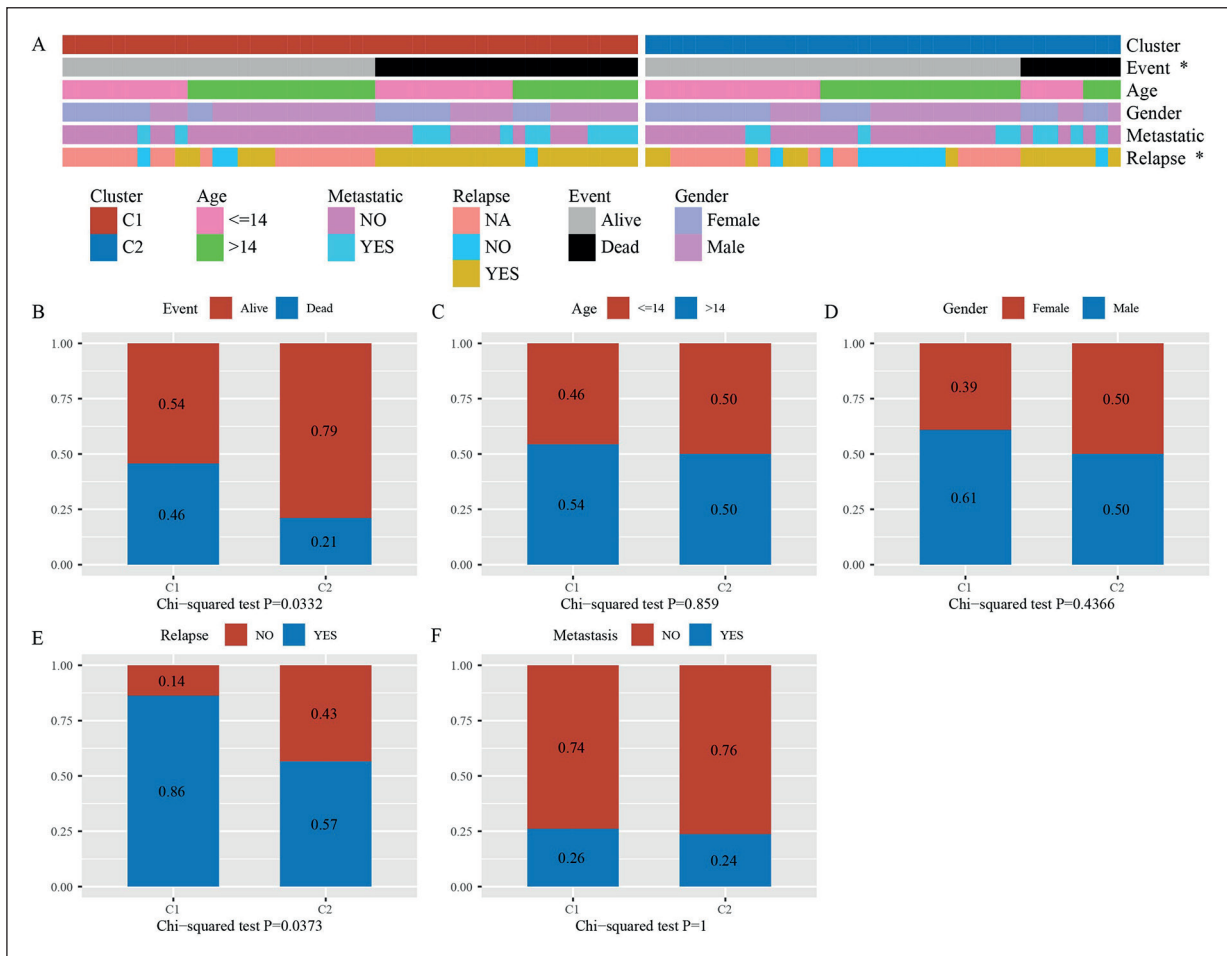 A
Cluster
Event *
Age
Gender
Metastatic
Relapse *
Cluster Age Metastatic Relapse Event Gender
C1 <=14 NO NA Alive Female
C2 >14 YES NO Dead Male
YES
B Event Alive Dead
1.00
0.75
0.50
0.25
0.00
0.54
0.79
0.46
0.21
C1 C2
Chi−squared test P=0.0332
C Age <=14 >14
1.00
0.75
0.50
0.25
0.00
0.46
0.50
0.54
0.50
C1 C2
Chi−squared test P=0.859
D Gender Female Male
1.00
0.75
0.50
0.25
0.00
0.39
0.50
0.61
0.50
C1 C2
Chi−squared test P=0.4366
E Relapse NO YES
1.00
0.75
0.50
0.25
0.00
0.14
0.43
0.86
0.57
C1 C2
Chi−squared test P=0.0373
F Metastasis NO YES
1.00
0.75
0.50
0.25
0.00
0.74
0.76
0.26
0.24
C1 C2
Chi−squared test P=1